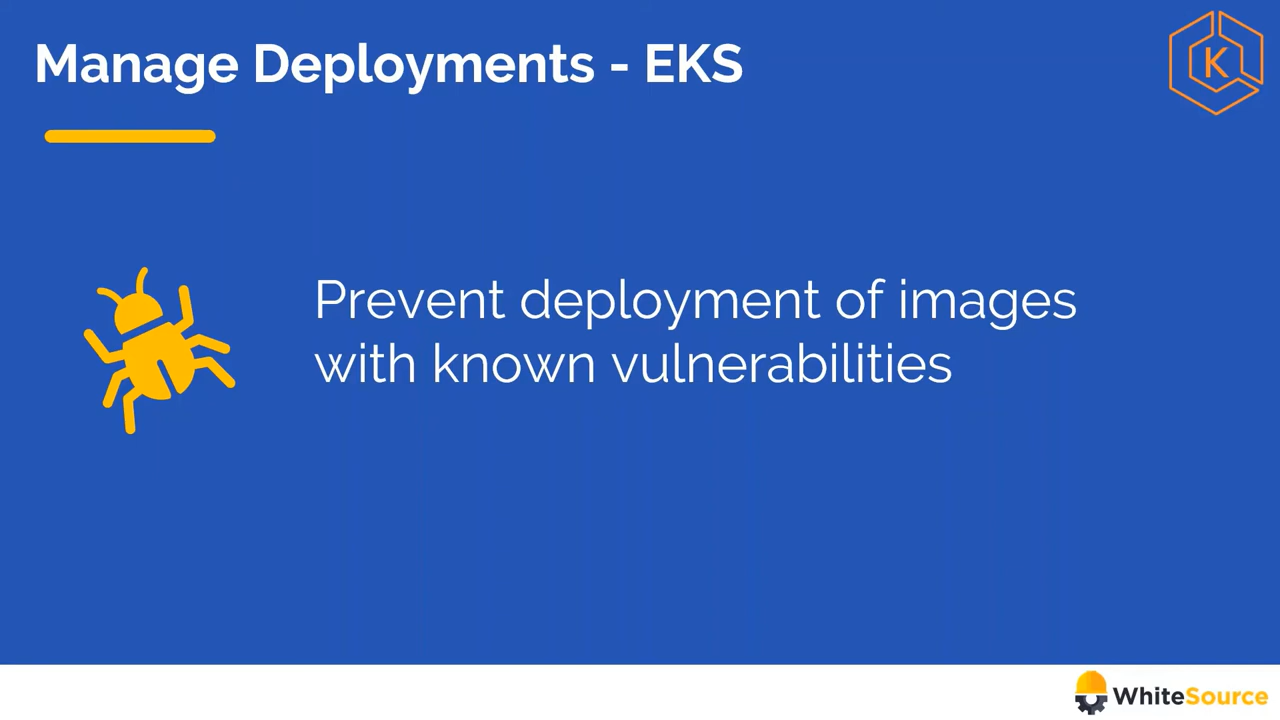 Manage Deployments - EKS
K
Prevent deployment of images
with known vulnerabilities
WhiteSource